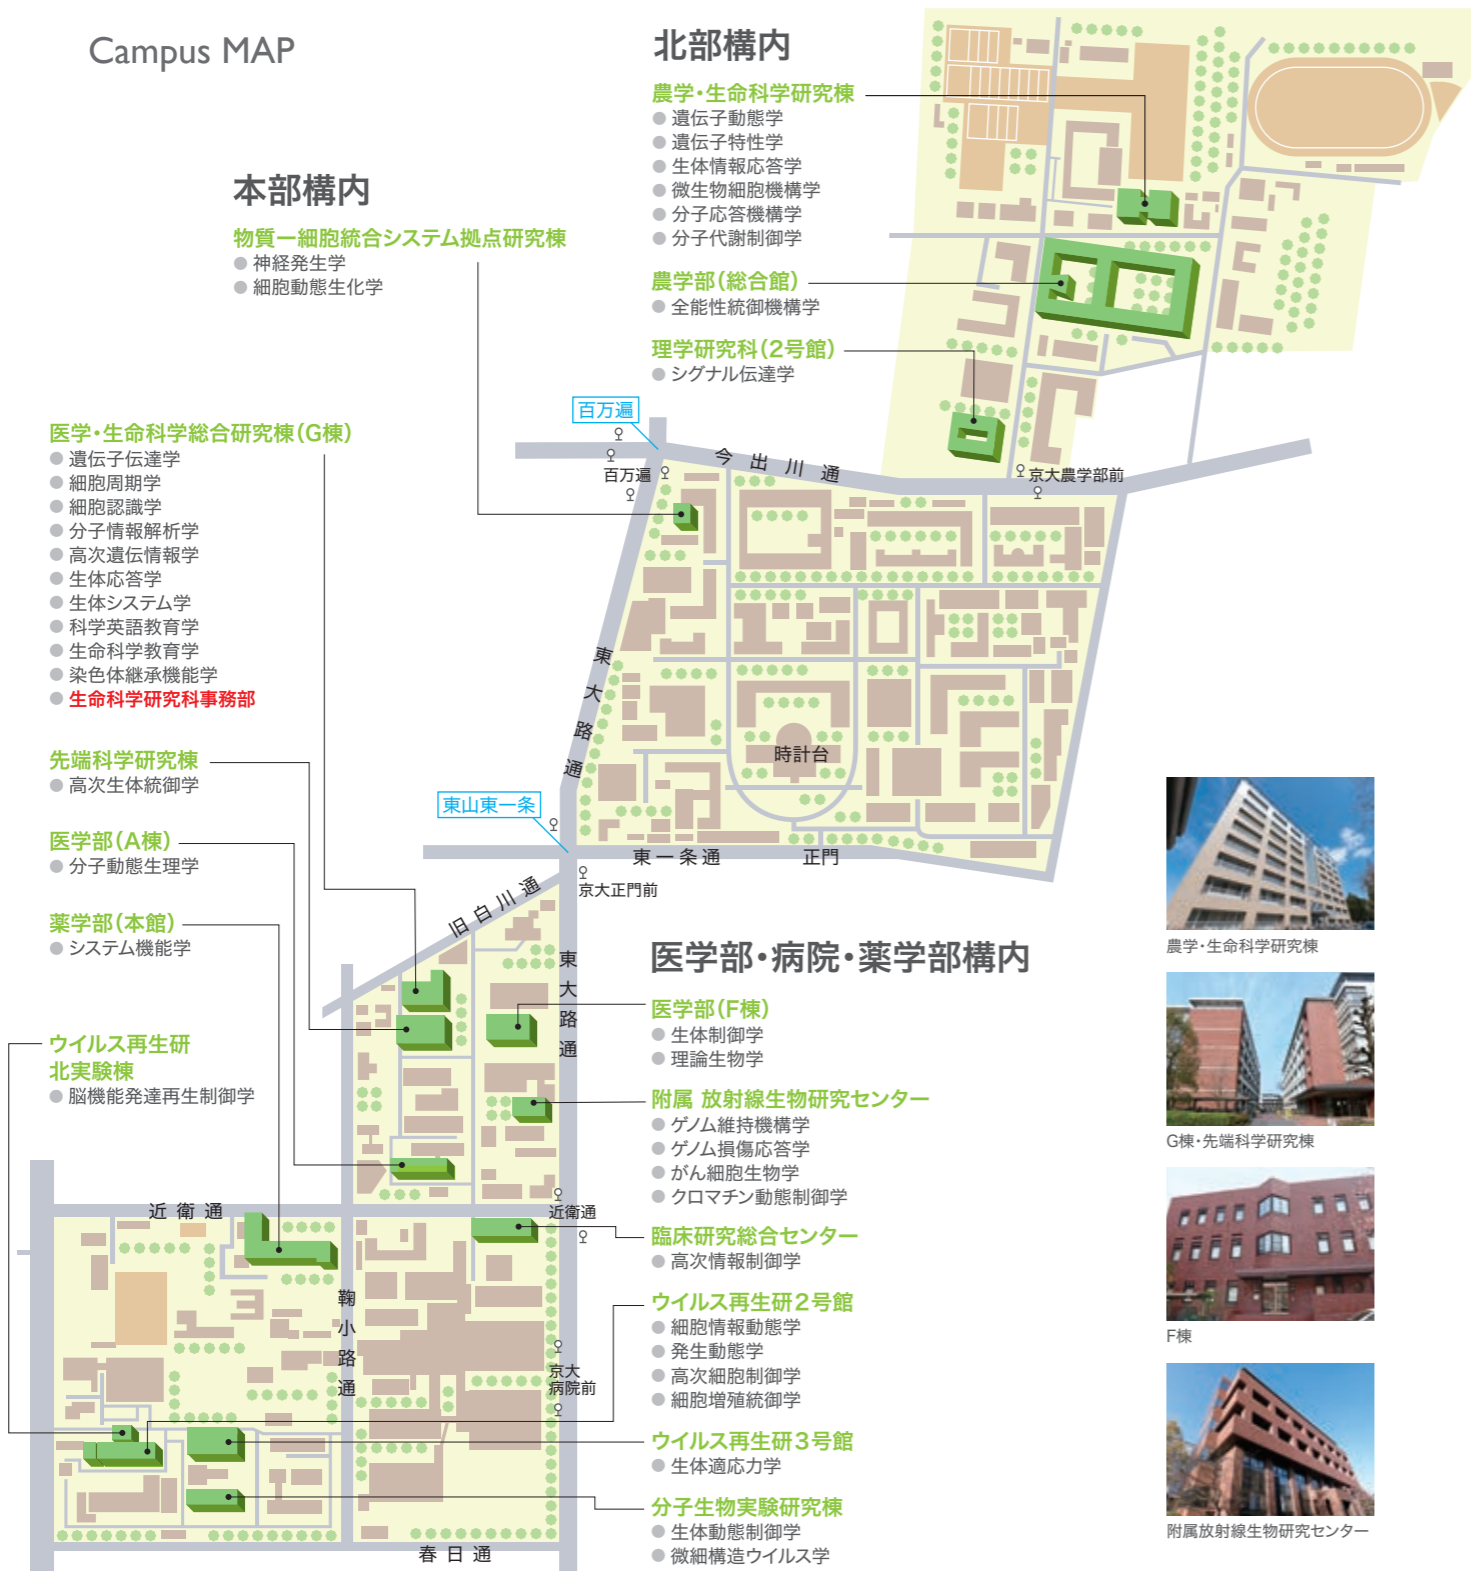 Campus MAP
北部構内
農学・生命科学研究棟
遺伝子動態学
遺伝子特性学
生体情報応答学
微生物細胞機構学
分子応答機構学
分子代謝制御学
農学部(総合館)
全能性統御機構学
理学研究科(2号館)
シグナル伝達学
本部構内
物質ー細胞統合システム拠点研究棟
神経発生学
細胞動態生化学
医学・生命科学総合研究棟(G棟)
遺伝子伝達学
細胞周期学
細胞認識学
分子情報解析学
高次遺伝情報学
生体応答学
生体システム学
科学英語教育学
生命科学教育学
染色体継承機能学
生命科学研究科事務部
先端科学研究棟
高次生体統御学
医学部(A棟)
分子動態生理学
薬学部(本館)
システム機能学
ウイルス再生研
北実験棟
脳機能発達再生制御学
百万遍
百万遍
今出川通
京大農学部前
東大路通
時計台
東山東一条
東一条通
正門
京大正門前
旧白川通
東大路通
医学部・病院・薬学部構内
医学部(F棟)
生体制御学
理論生物学
附属 放射線生物研究センター
ゲノム維持機構学
ゲノム損傷応答学
がん細胞生物学
クロマチン動態制御学
臨床研究総合センター
高次情報制御学
ウイルス再生研2号館
細胞情報動態学
発生動態学
高次細胞制御学
細胞増殖統御学
ウイルス再生研3号館
生体適応力学
分子生物実験研究棟
生体動態制御学
微細構造ウイルス学
近衛通
近衛通
鞠小路通
京大
病院前
春日通
農学・生命科学研究棟
G棟・先端科学研究棟
F棟
附属放射線生物研究センター